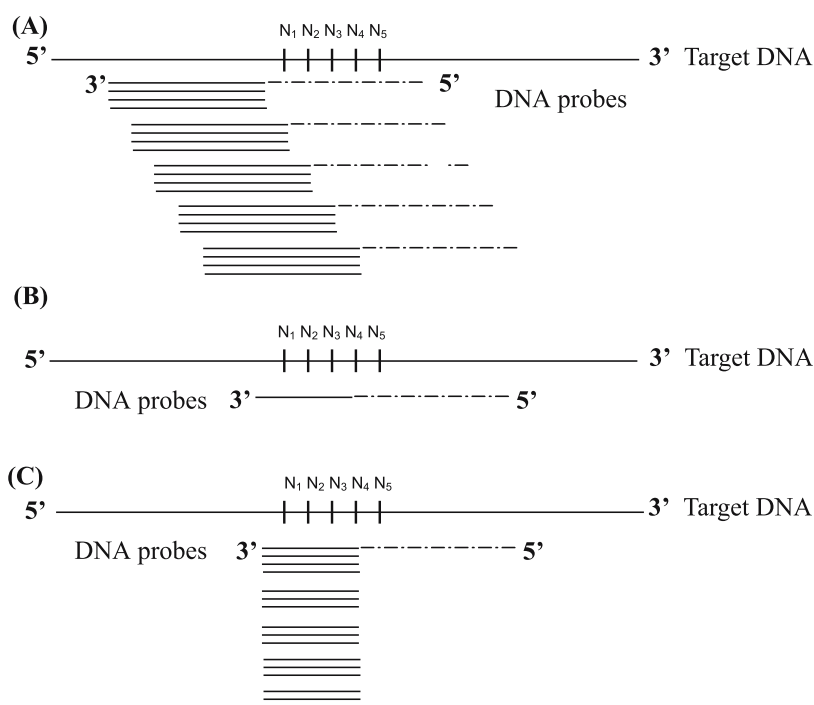 (A)
N₁ N₂ N₃ N₄ N₅
5’ 3’ Target DNA
3’ 5’
DNA probes
(B)
N₁ N₂ N₃ N₄ N₅
5’ 3’ Target DNA
DNA probes 3’ 5’
(C)
N₁ N₂ N₃ N₄ N₅
5’ 3’ Target DNA
DNA probes 3’ 5’